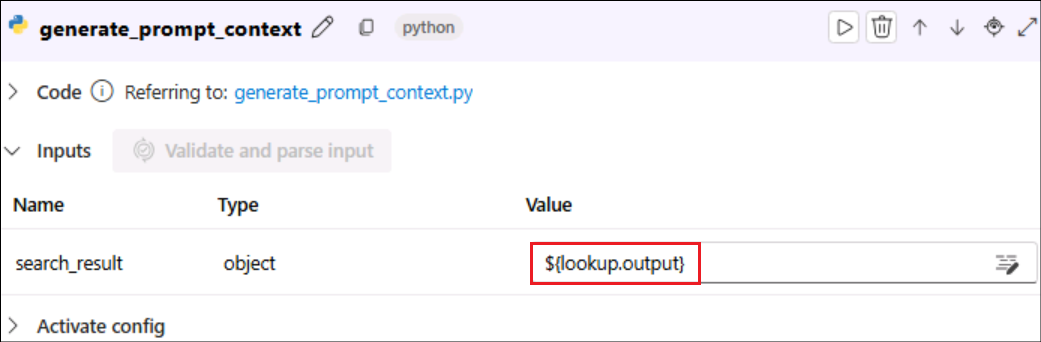 generate_prompt_context python
Code Referring to: generate_prompt_context.py
Inputs Validate and parse input
Name Type Value
search_result object ${lookup.output}
Activate config